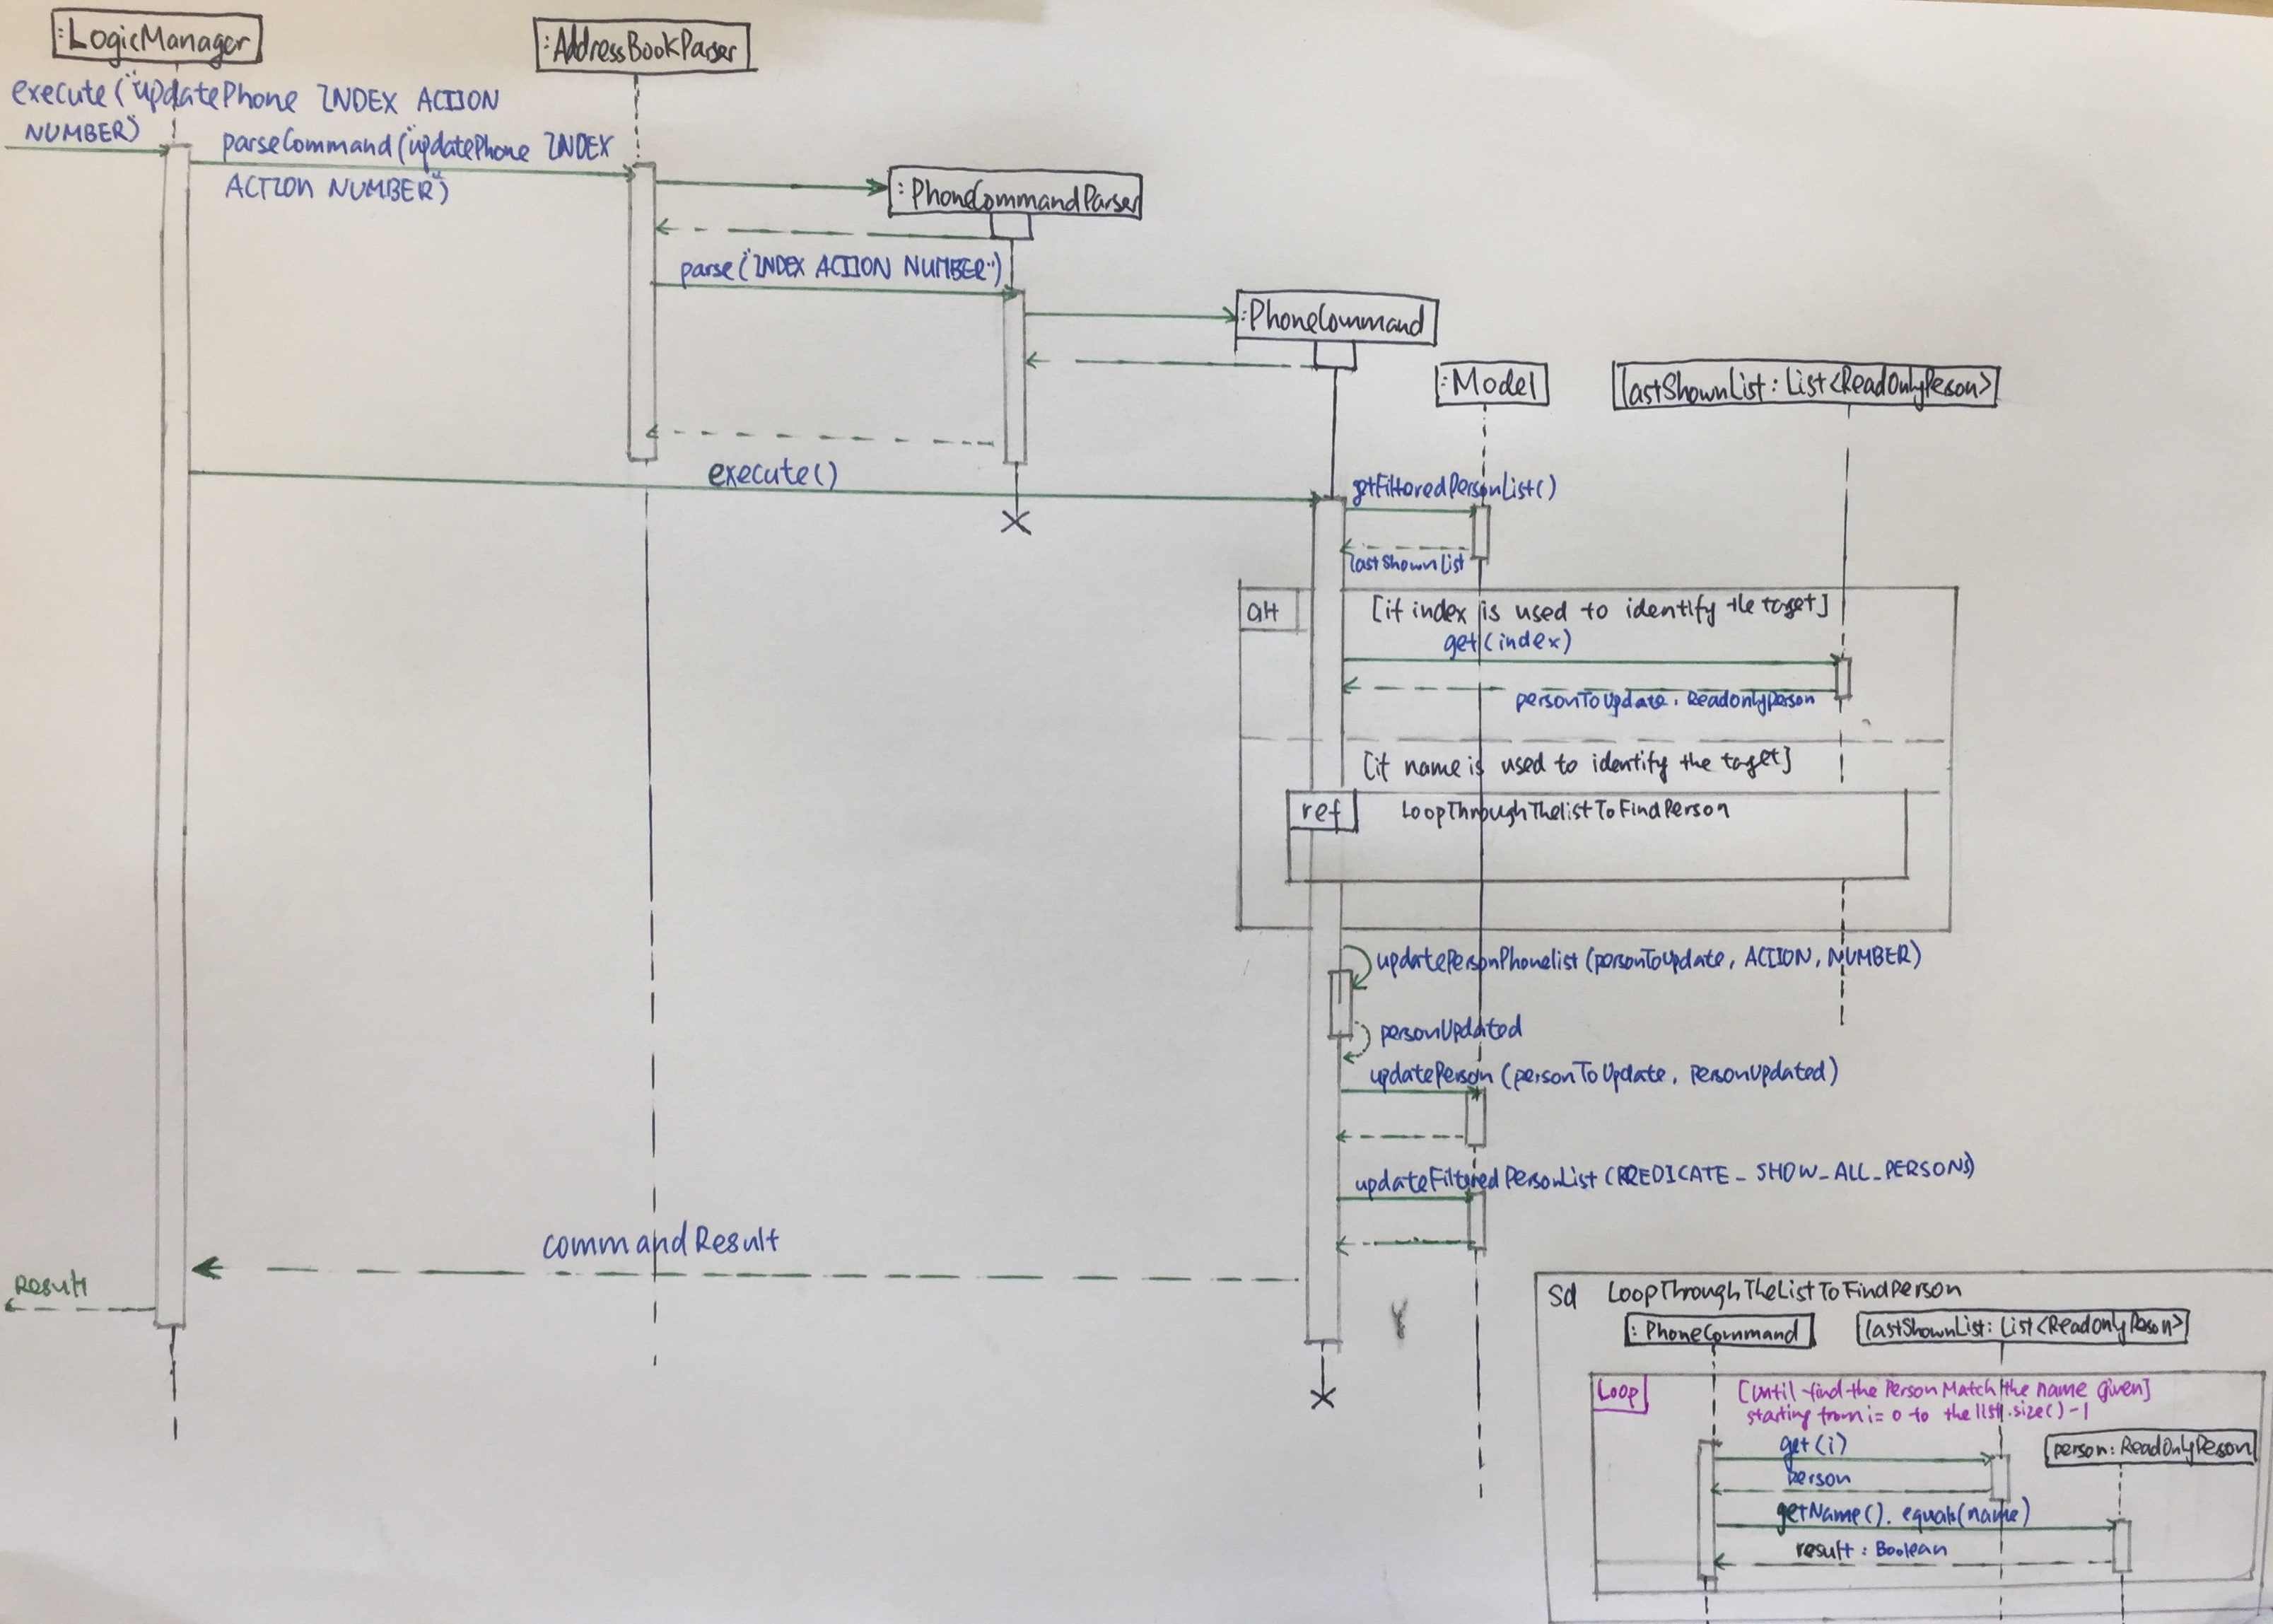 :LogicManager
:AddressBookParser
execute("updatePhone INDEX ACTION
NUMBER")
parseCommand("updatePhone INDEX
ACTION NUMBER")
:PhoneCommandParser
parse("INDEX ACTION NUMBER")
:PhoneCommand
:Model
lastShownList: List<ReadOnlyPerson>
execute()
getFilteredPersonList()
lastShownList
alt
[if index is used to identify the target]
get(index)
personToUpdate: ReadOnlyPerson
[if name is used to identify the taget]
ref
LoopThroughThelistToFindPerson
updatePersonPhonelist(personToUpdate, ACTION, NUMBER)
personUpdated
updatePerson(personToUpdate, personUpdated)
updateFilteredPersonList(PREDICATE_SHOW_ALL_PERSONS)
commandResult
Result
Sd LoopThroughTheListToFindPerson
:PhoneCommand
lastShownList: List<ReadOnlyPerson>
Loop
[Until find the Person Match the name given]
starting from i=0 to the list.size()-1
get(i)
person:ReadOnlyPerson
person
getName().equals(name)
result: Boolean